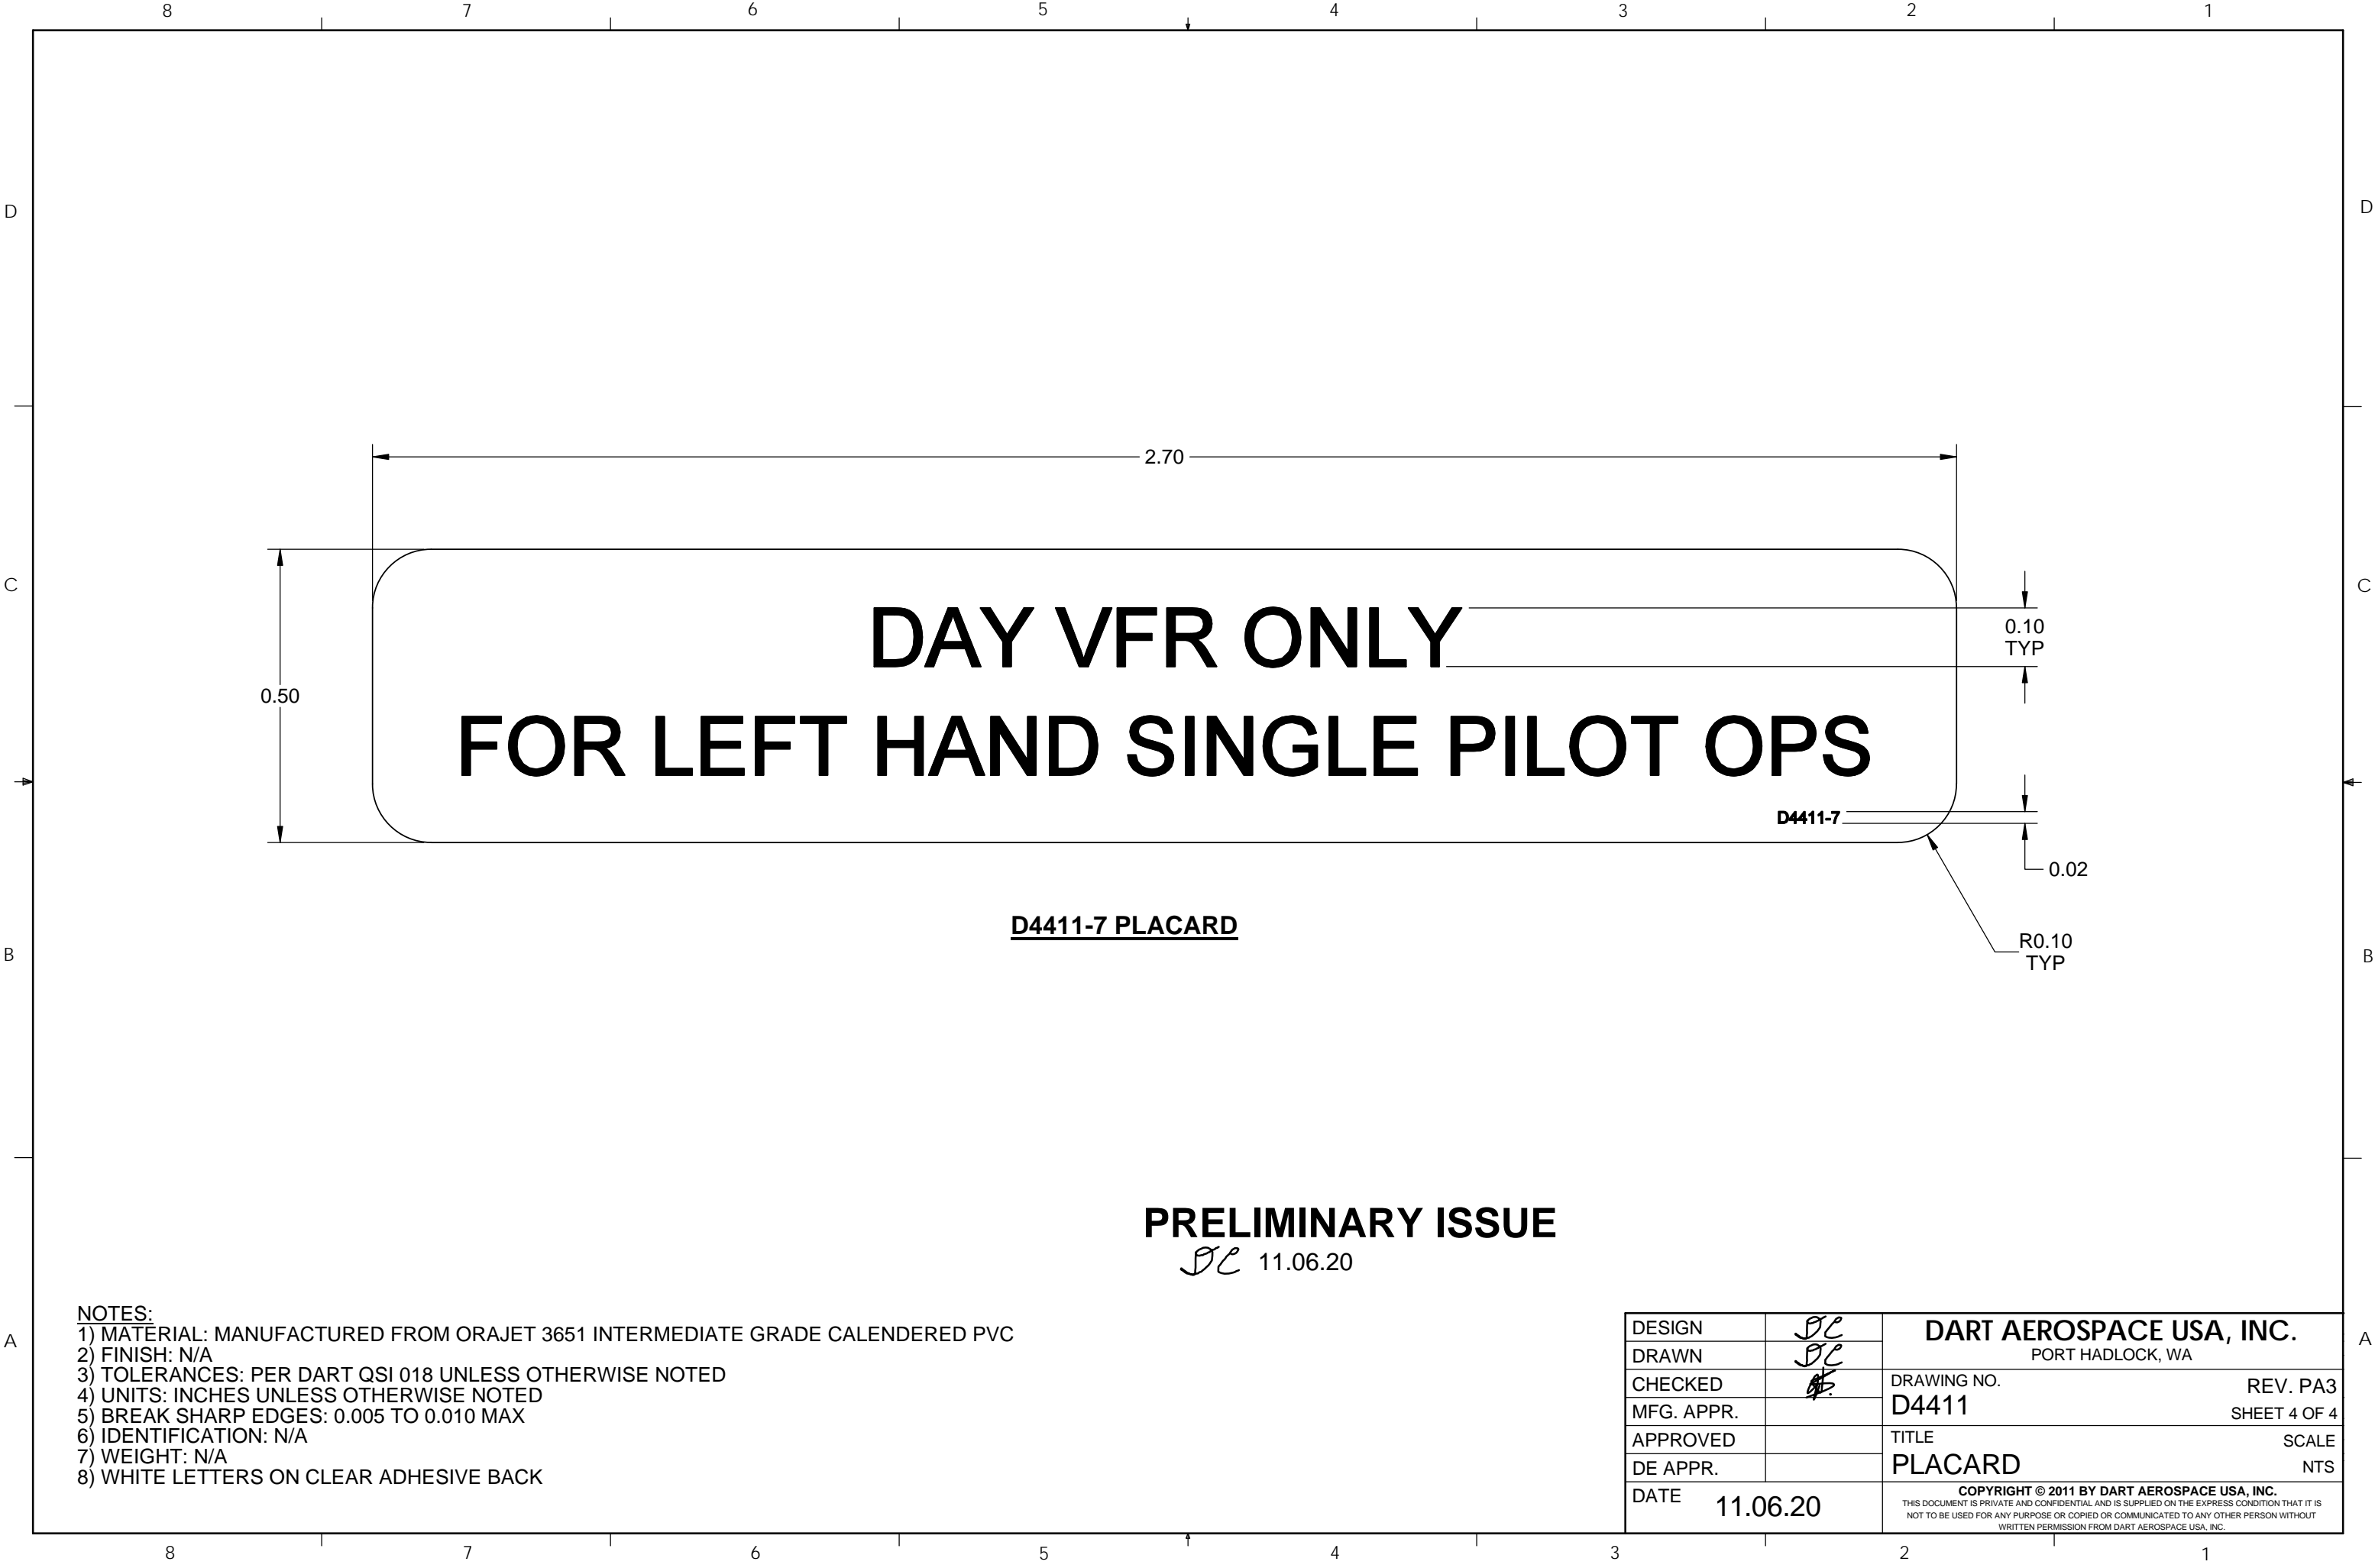 8 7 6 5 4 3 2 1
D D
2.70
C C
DAY VFR ONLY
0.10
TYP
0.50
FOR LEFT HAND SINGLE PILOT OPS
D4411-7
0.02
D4411-7 PLACARD
R0.10
TYP
B B
PRELIMINARY ISSUE
DC 11.06.20
NOTES:
1) MATERIAL: MANUFACTURED FROM ORAJET 3651 INTERMEDIATE GRADE CALENDERED PVC
2) FINISH: N/A
3) TOLERANCES: PER DART QSI 018 UNLESS OTHERWISE NOTED
4) UNITS: INCHES UNLESS OTHERWISE NOTED
5) BREAK SHARP EDGES: 0.005 TO 0.010 MAX
6) IDENTIFICATION: N/A
7) WEIGHT: N/A
8) WHITE LETTERS ON CLEAR ADHESIVE BACK
A A
DESIGN DC
DRAWN DC
CHECKED
MFG. APPR.
APPROVED
DE APPR.
DATE 11.06.20
DART AEROSPACE USA, INC.
PORT HADLOCK, WA
DRAWING NO. REV. PA3
D4411 SHEET 4 OF 4
TITLE SCALE
PLACARD NTS
COPYRIGHT © 2011 BY DART AEROSPACE USA, INC.
THIS DOCUMENT IS PRIVATE AND CONFIDENTIAL AND IS SUPPLIED ON THE EXPRESS CONDITION THAT IT IS
NOT TO BE USED FOR ANY PURPOSE OR COPIED OR COMMUNICATED TO ANY OTHER PERSON WITHOUT
WRITTEN PERMISSION FROM DART AEROSPACE USA, INC.
8 7 6 5 4 3 2 1